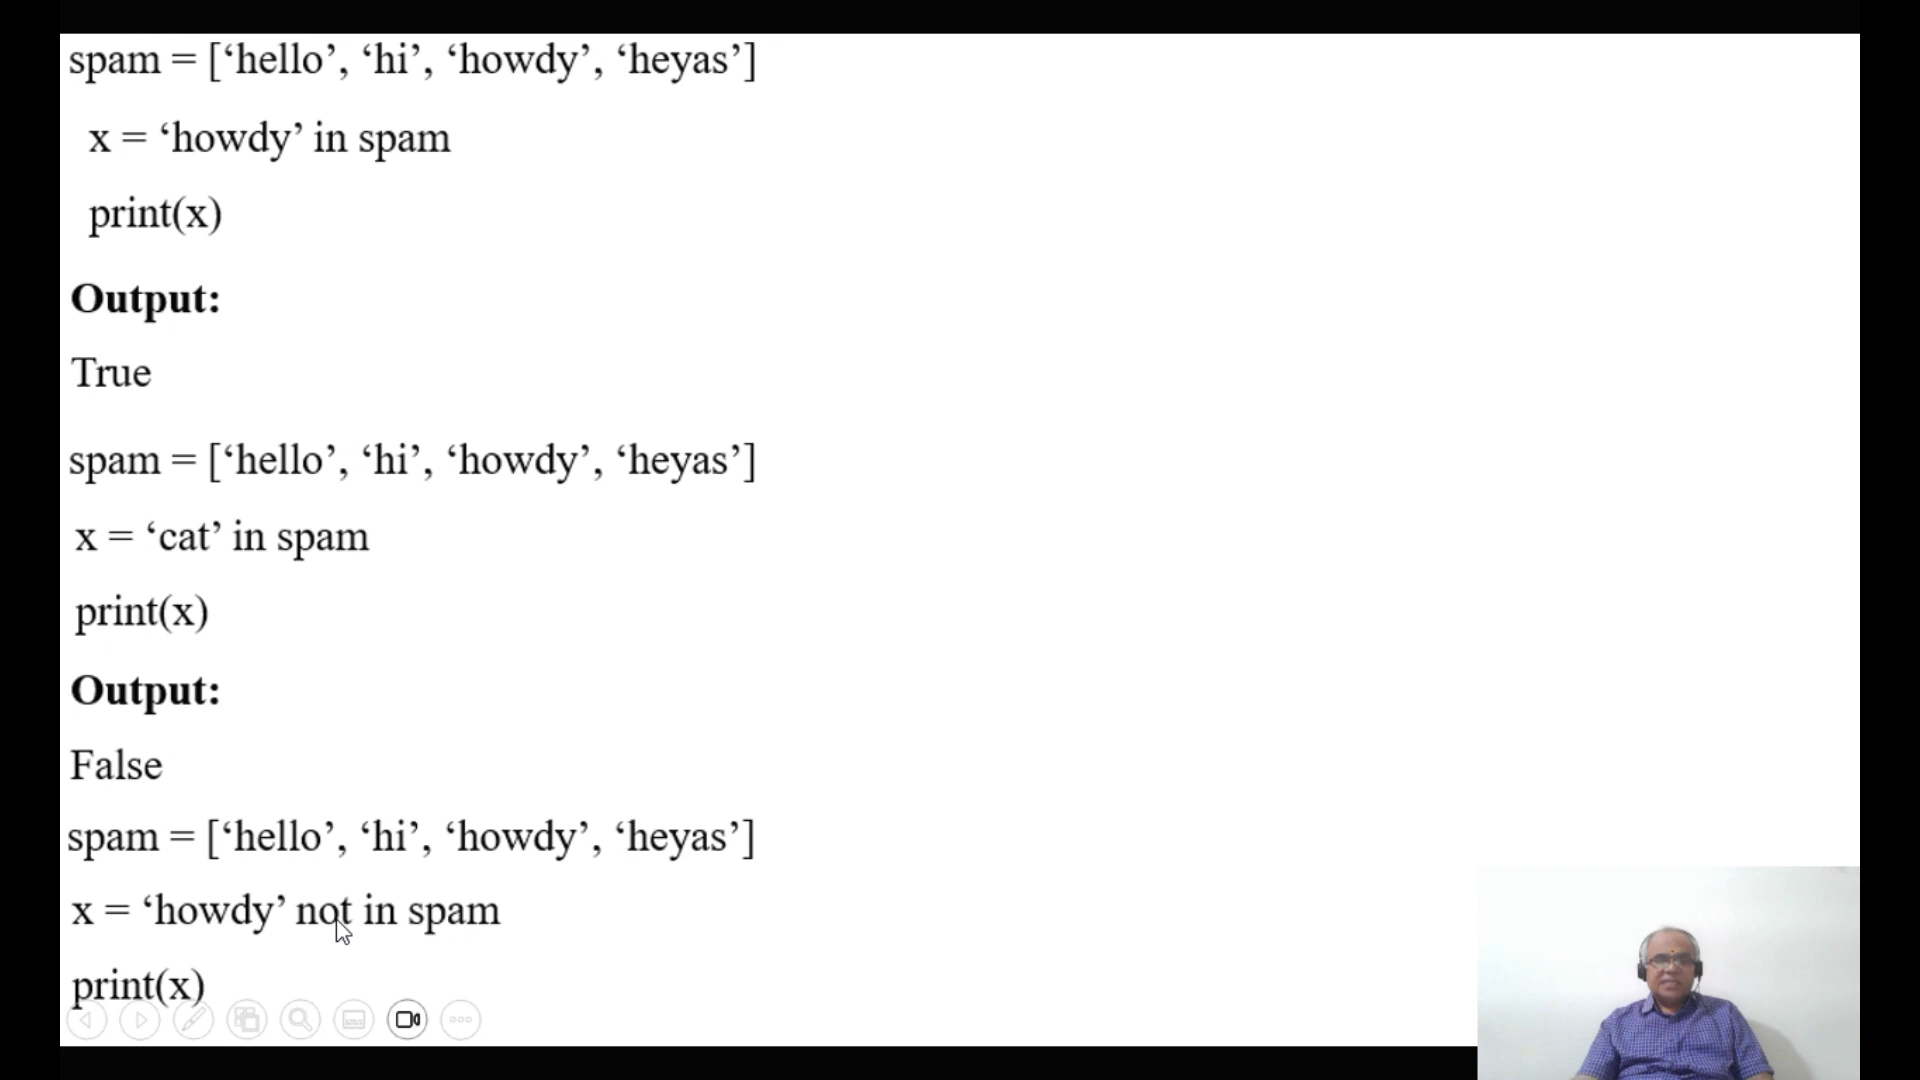 spam = [‘hello’, ‘hi’, ‘howdy’, ‘heyas’]
x = ‘howdy’ in spam
print(x)
Output:
True
spam = [‘hello’, ‘hi’, ‘howdy’, ‘heyas’]
x = ‘cat’ in spam
print(x)
Output:
False
spam = [‘hello’, ‘hi’, ‘howdy’, ‘heyas’]
x = ‘howdy’ not in spam
print(x)